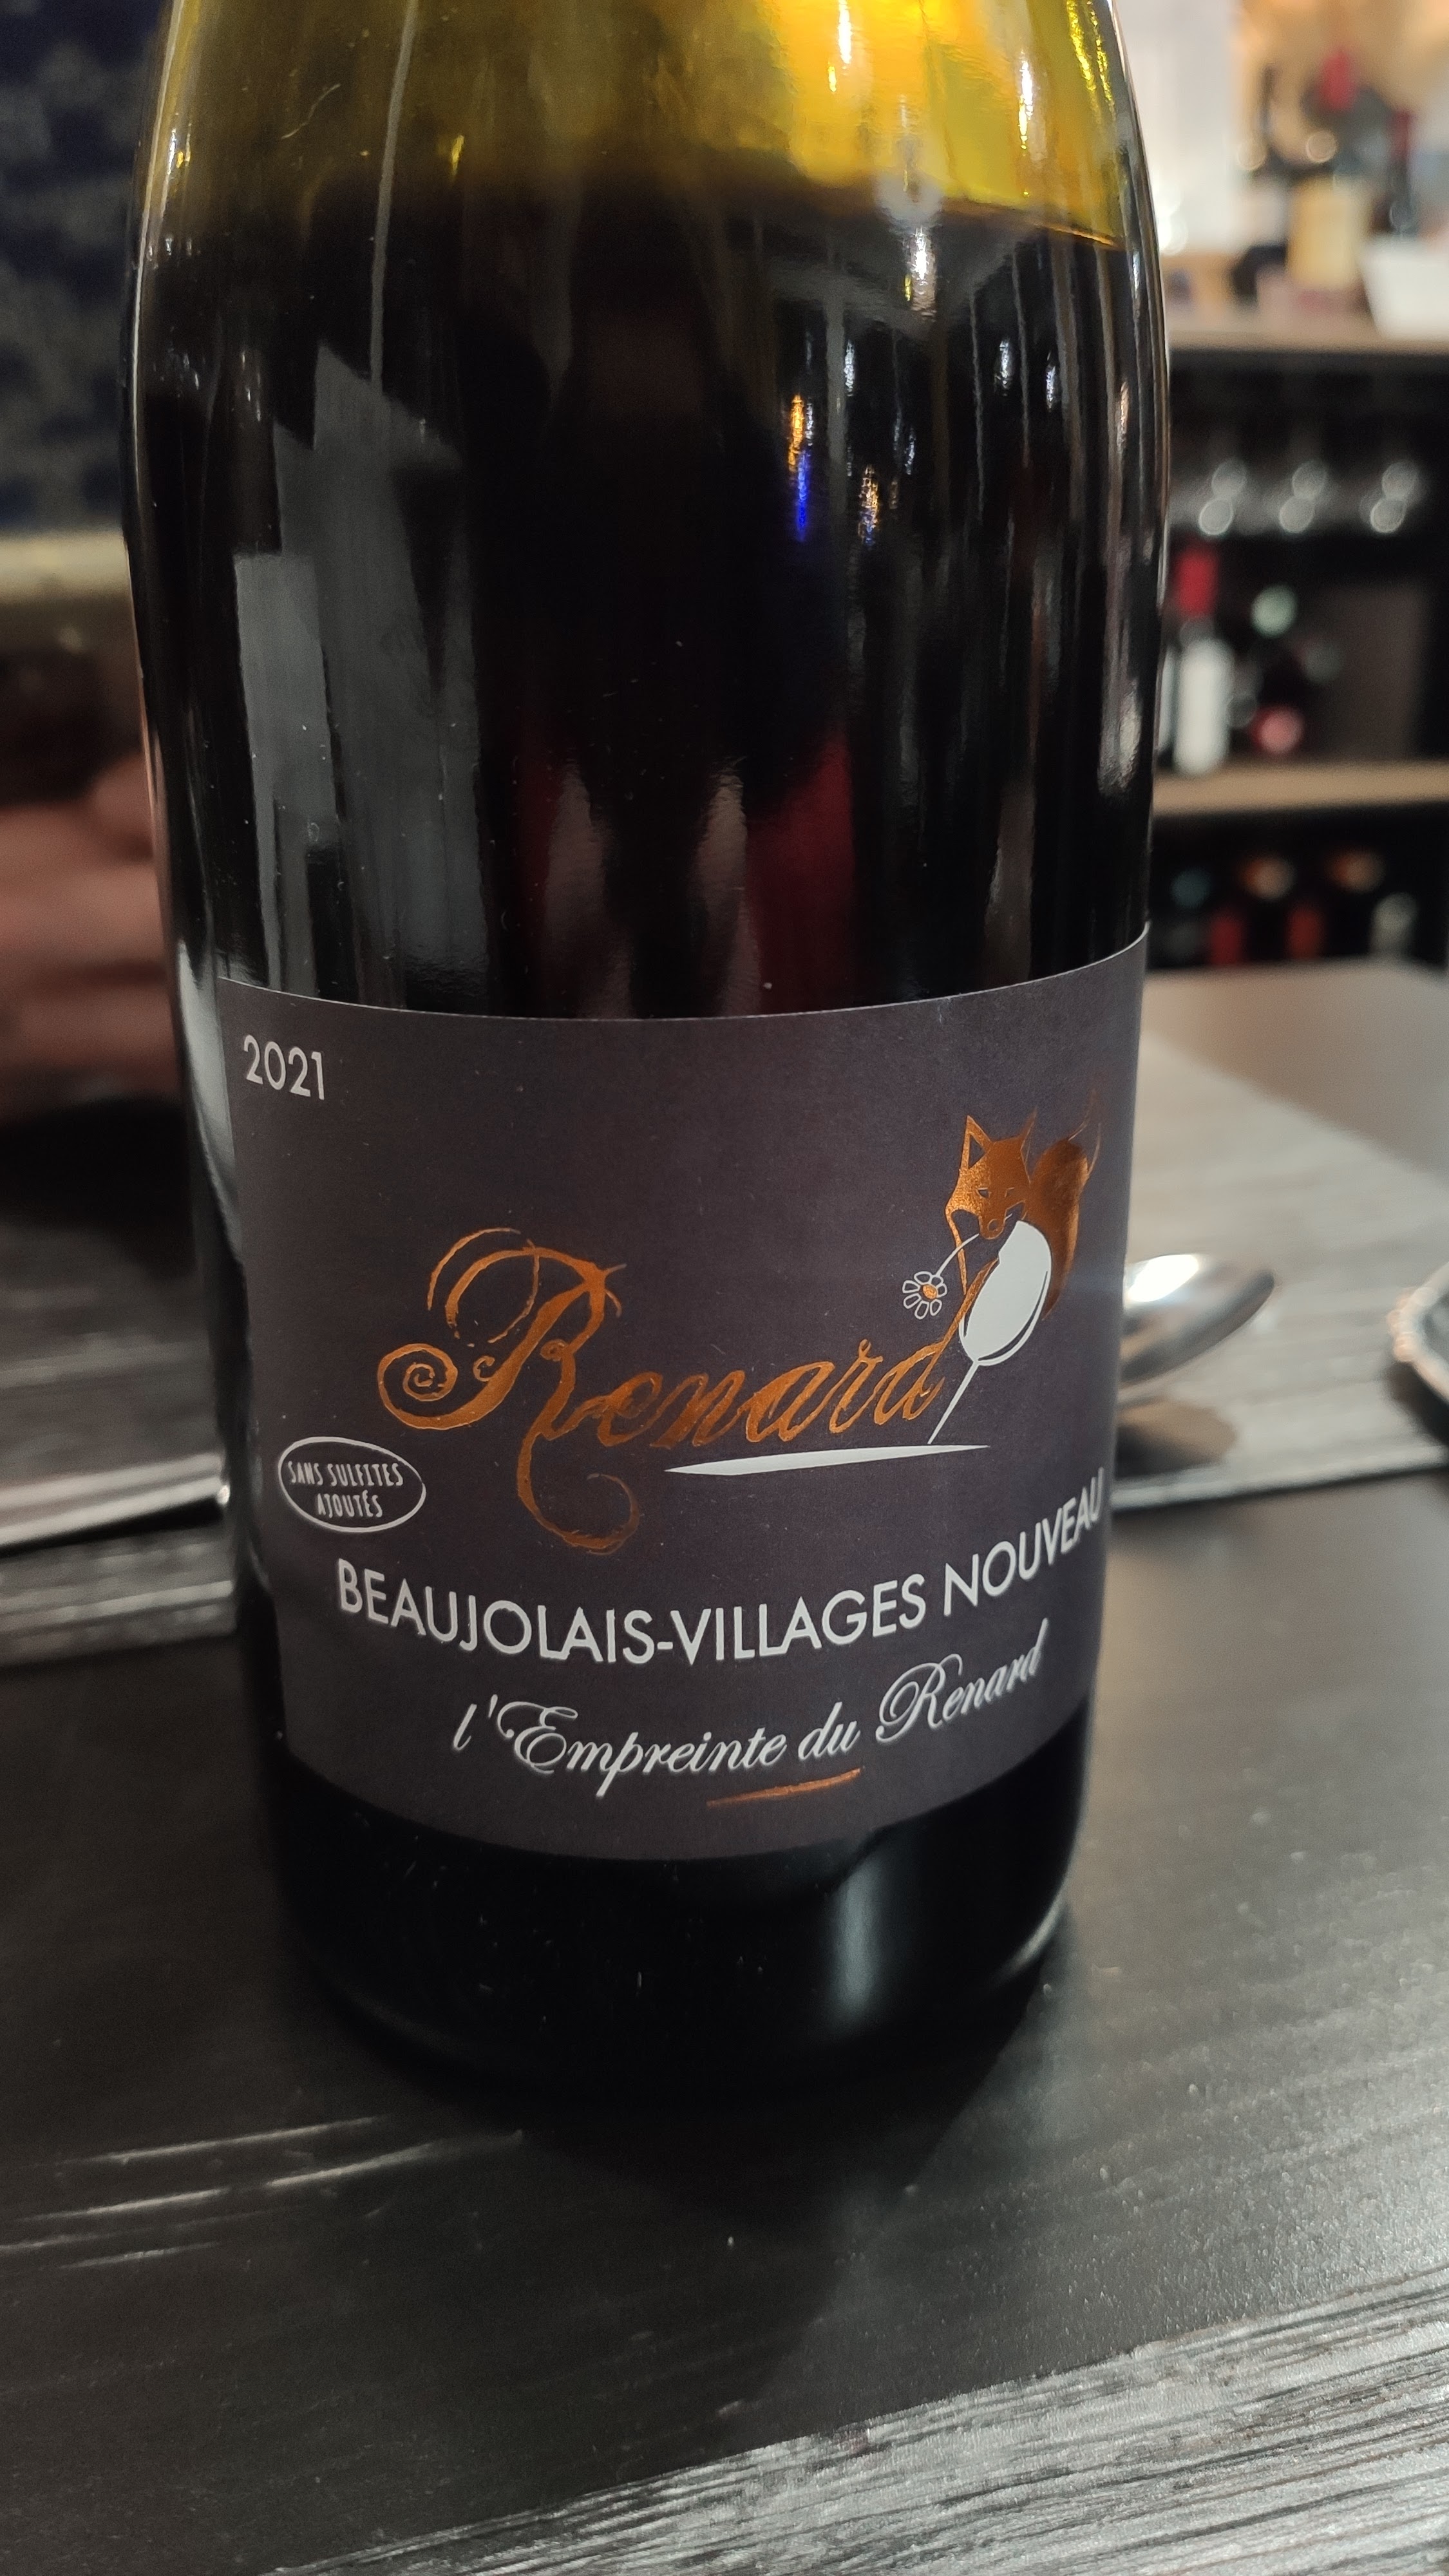 2021
Renard
SANS SULFITES
AJOUTÉS
BEAUJOLAIS-VILLAGES NOUVEAU
l'Empreinte du Renard